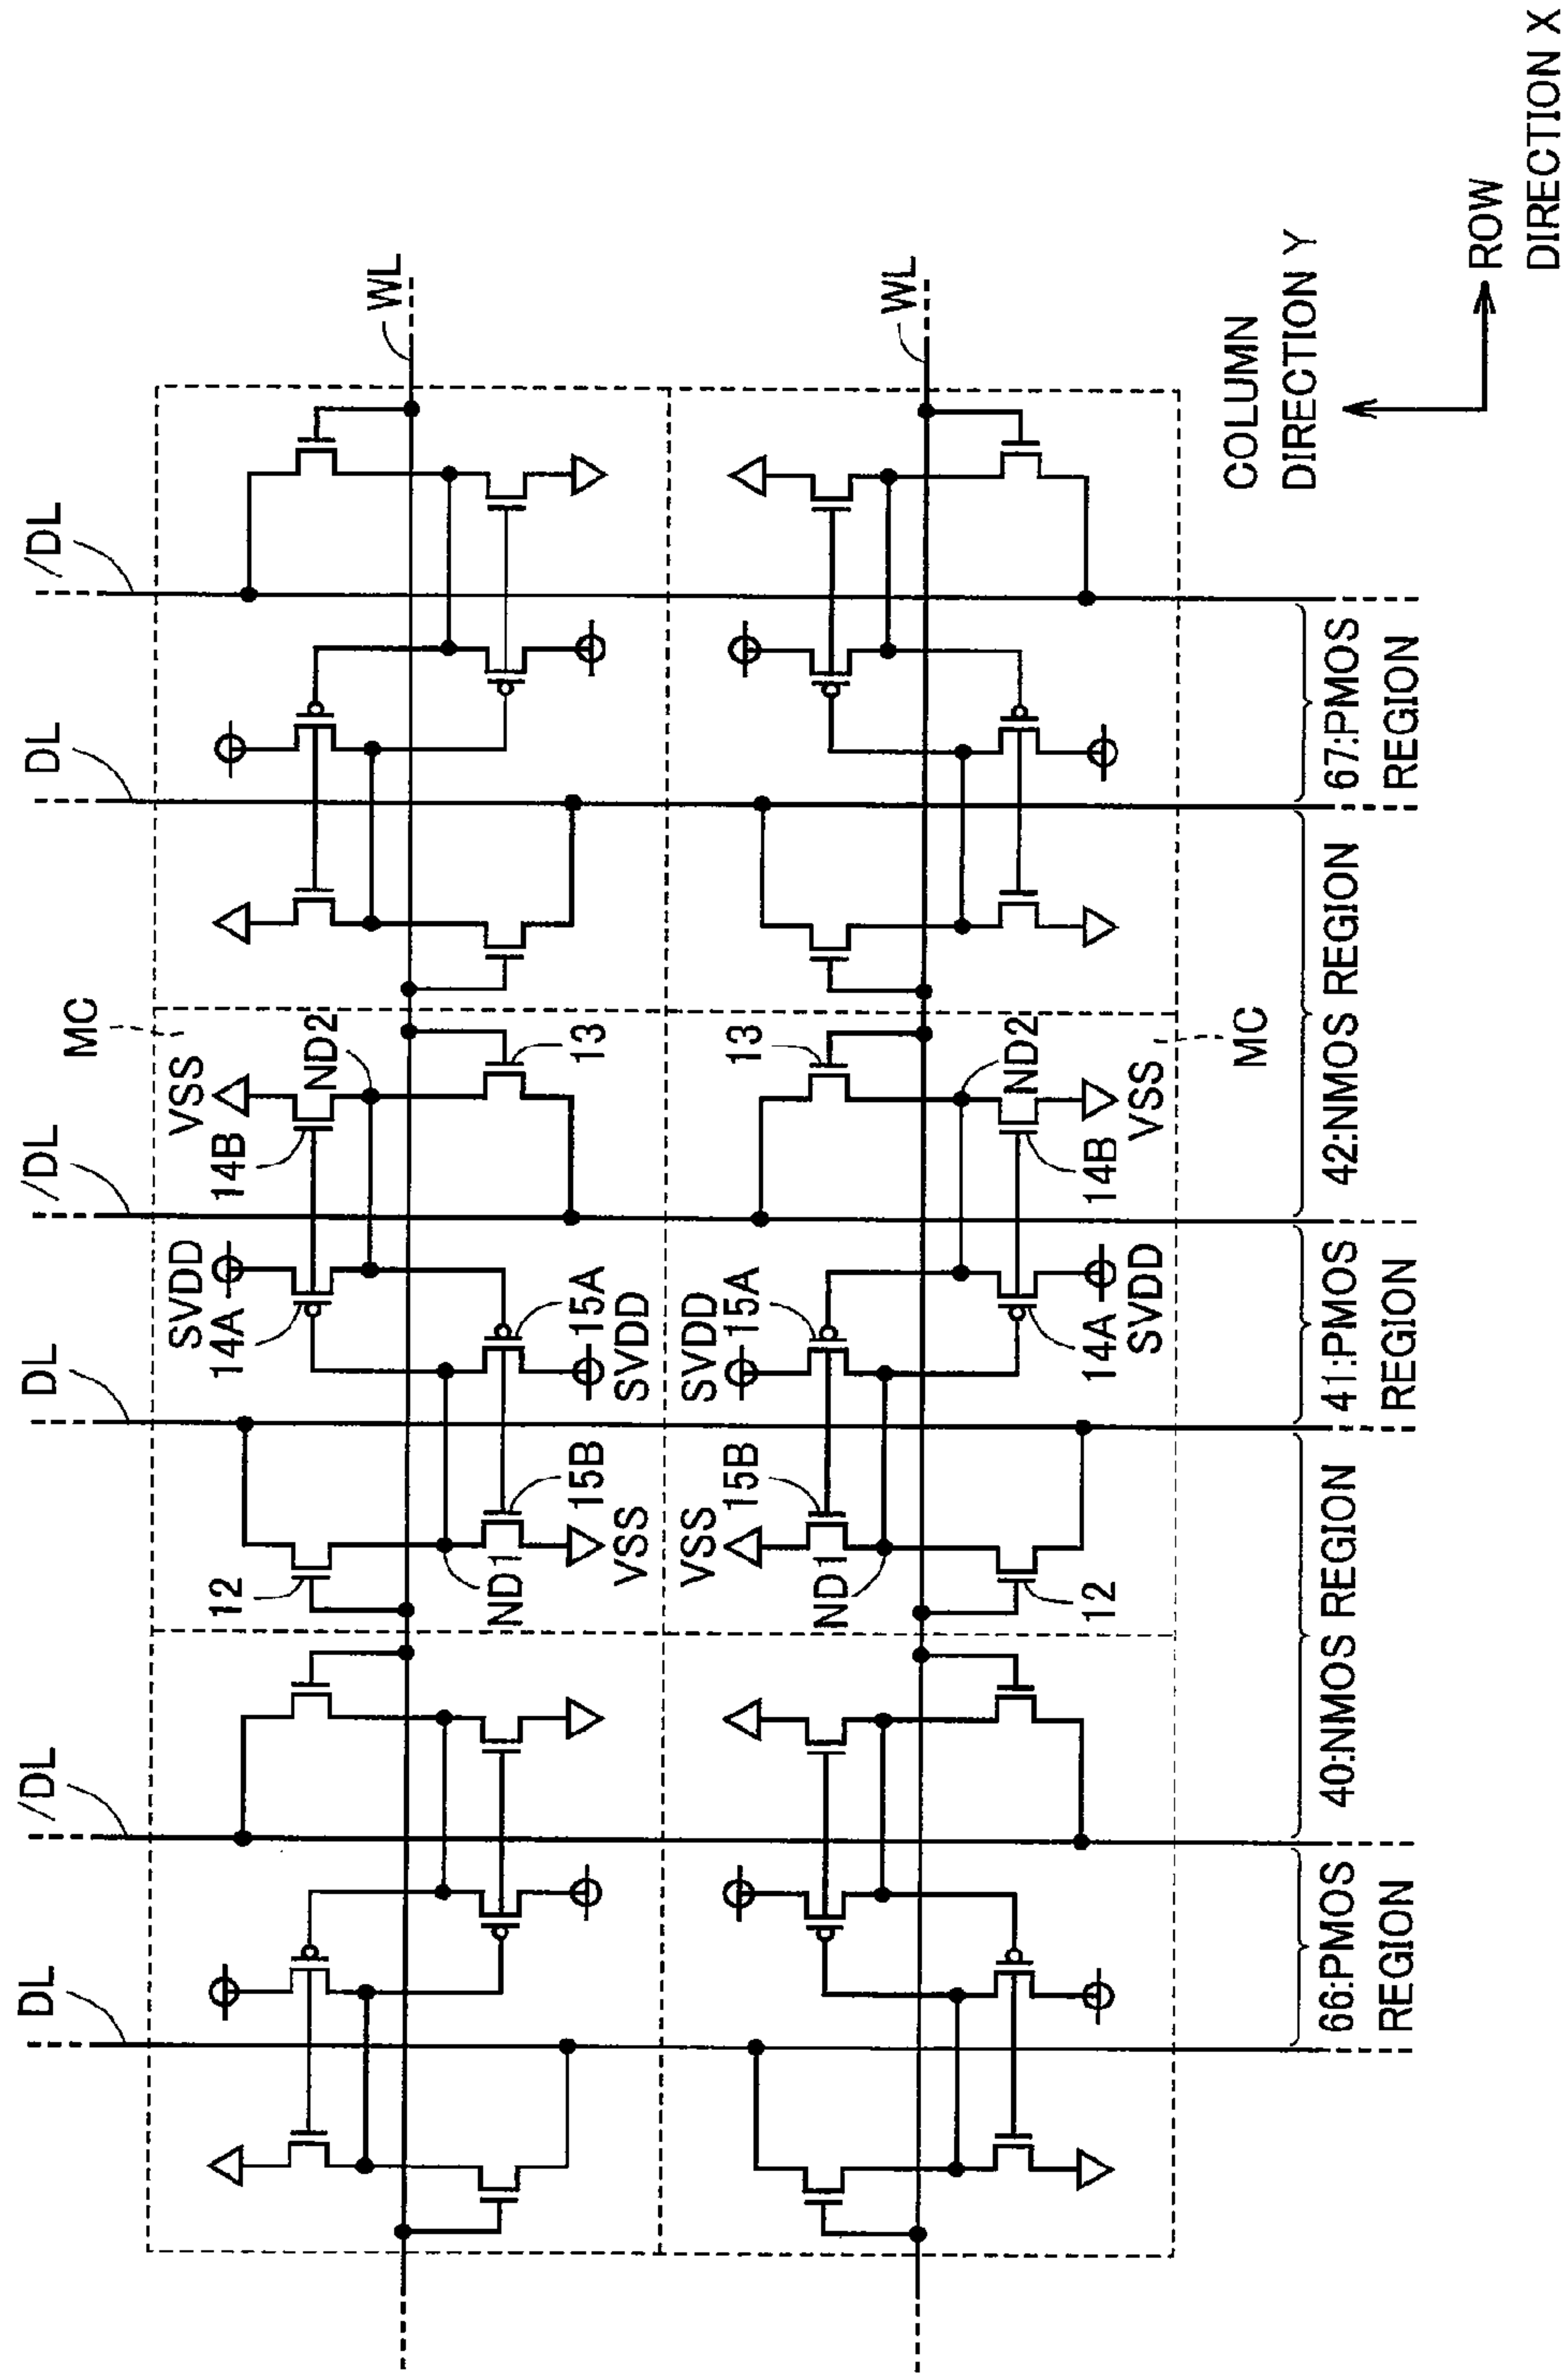 DL
/DL
DL
/DL
DL
/DL
MC
SVDD
VSS
12
14A
14B
ND2
WL
ND1
15B
15A
13
VSS
SVDD
VSS
SVDD
15B
15A
13
ND1
WL
ND2
12
14A
14B
SVDD
VSS
MC
66:PMOS
REGION
40:NMOS REGION
41:PMOS
REGION
42:NMOS REGION
67:PMOS
REGION
COLUMN
DIRECTION Y
ROW
DIRECTION X